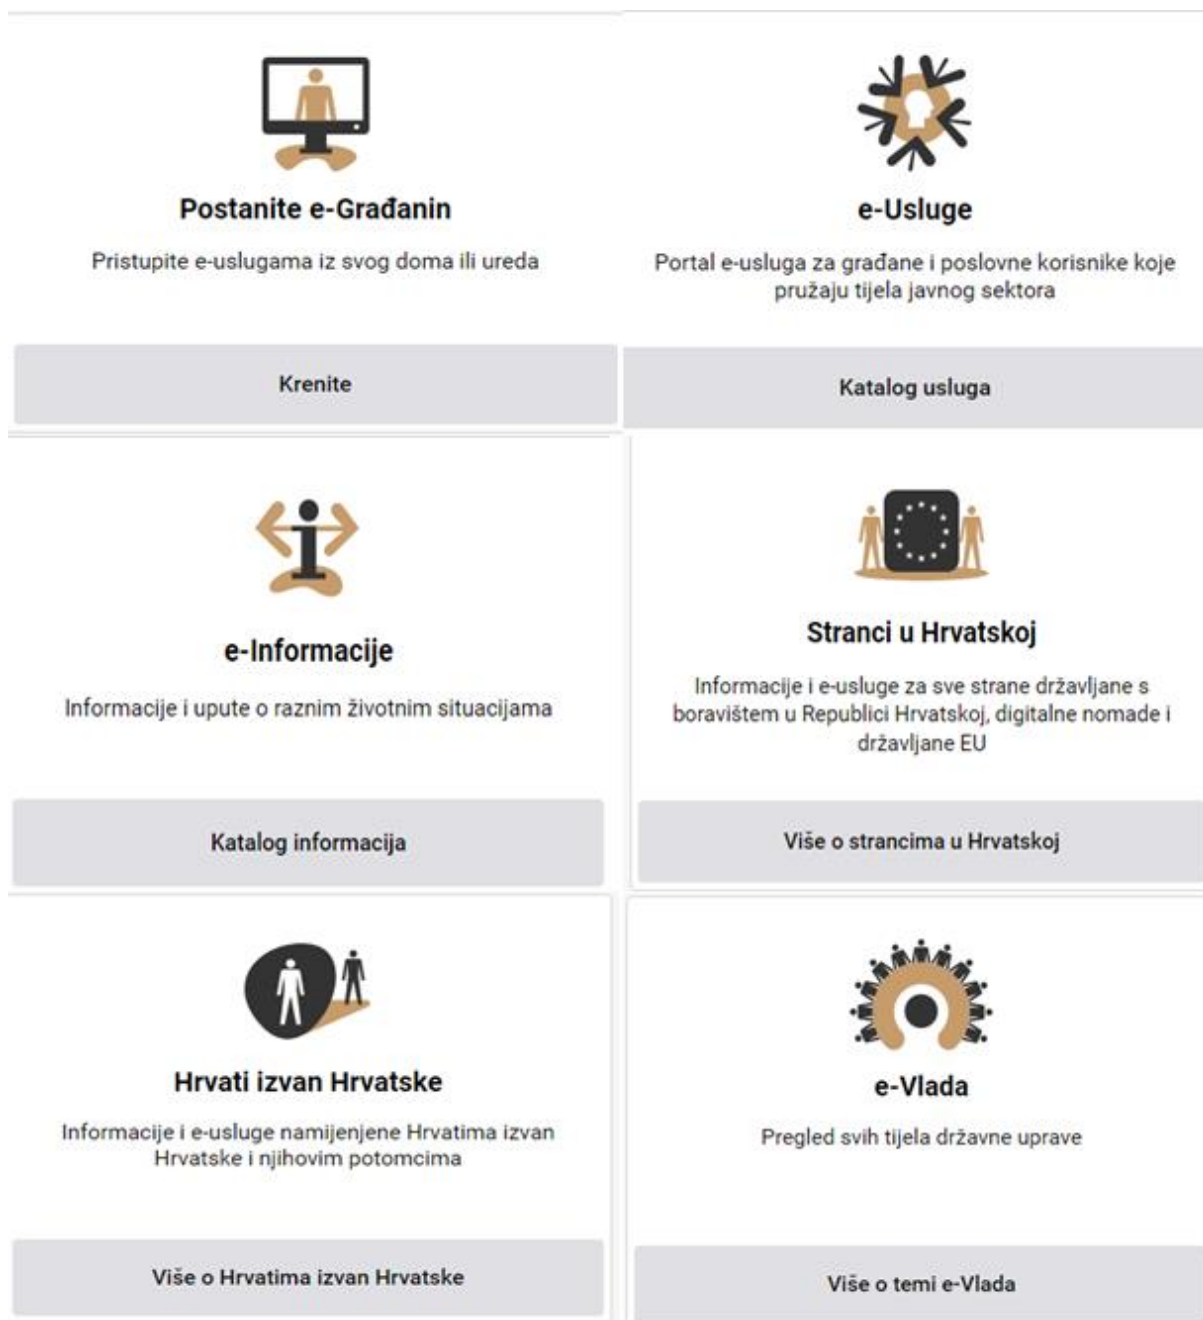 Postanite e-Građanin
Pristupite e-uslugama iz svog doma ili ureda
Krenite
e-Usluge
Portal e-usluga za građane i poslovne korisnike koje
pružaju tijela javnog sektora
Katalog usluga
e-Informacije
Informacije i upute o raznim životnim situacijama
Katalog informacija
Stranci u Hrvatskoj
Informacije i e-usluge za sve strane državljane s
boravištem u Republici Hrvatskoj, digitalne nomade i
državljane EU
Više o strancima u Hrvatskoj
Hrvati izvan Hrvatske
Informacije i e-usluge namijenjene Hrvatima izvan
Hrvatske i njihovim potomcima
Više o Hrvatima izvan Hrvatske
e-Vlada
Pregled svih tijela državne uprave
Više o temi e-Vlada